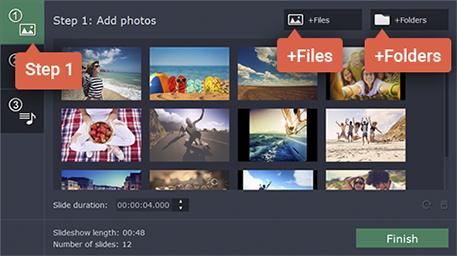 1
Step 1: Add photos
+Files
+Folders
+Files
+Folders
Step 1
2
3
Slide duration: 00:00:04.000
Slideshow length: 00:48
Number of slides: 12
Finish